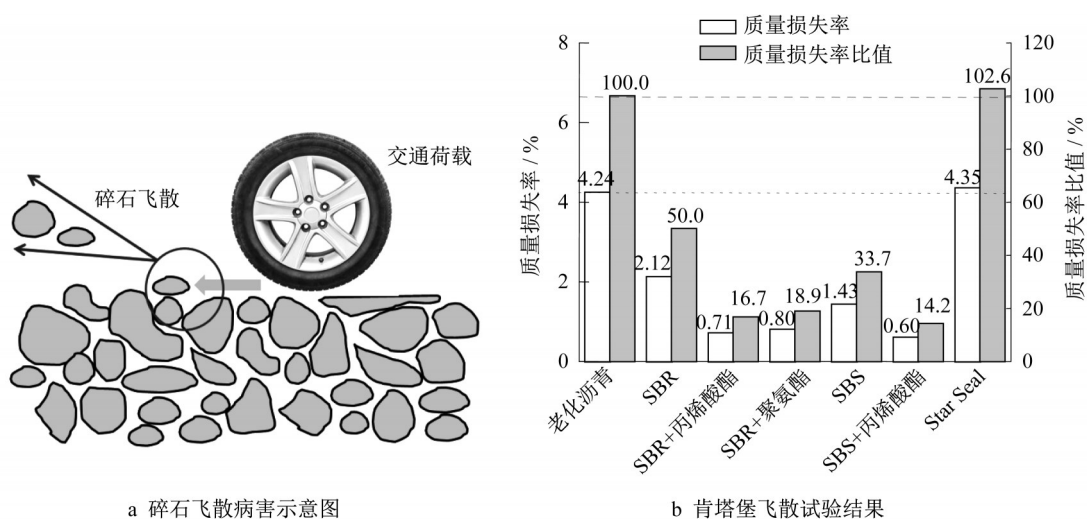 交通荷载
碎石飞散
a 碎石飞散病害示意图
质量损失率
质量损失率比值
质量损失率 / %
质量损失率比值 / %
8
6
4
2
0
120
100
80
60
40
20
0
4.24
100.0
2.12
50.0
0.71
16.7
0.80
18.9
1.43
33.7
0.60
14.2
4.35
102.6
老化沥青
SBR
SBR+丙烯酸酯
SBR+聚氨酯
SBS
SBS+丙烯酸酯
Star Seal
b 肯塔堡飞散试验结果